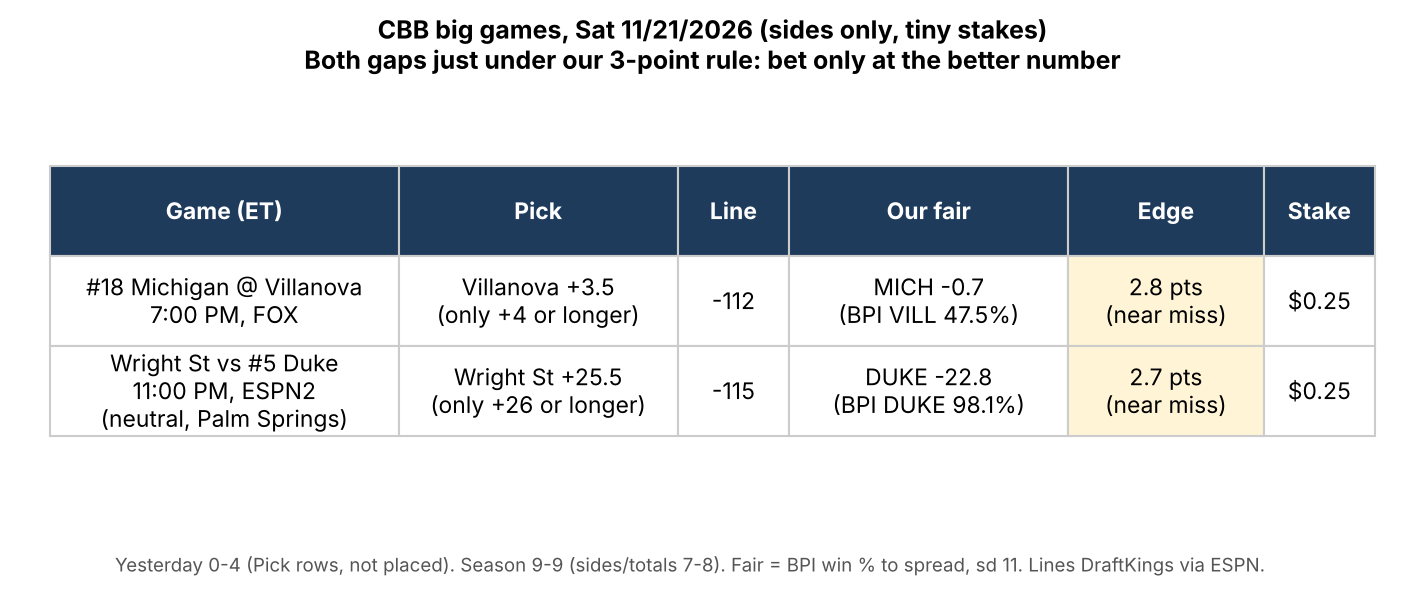 CBB big games, Sat 11/21/2026 (sides only, tiny stakes)
Both gaps just under our 3-point rule: bet only at the better number
Game (ET)
Pick
Line
Our fair
Edge
Stake
#18 Michigan @ Villanova
7:00 PM, FOX
Villanova +3.5
(only +4 or longer)
-112
MICH -0.7
(BPI VILL 47.5%)
2.8 pts
(near miss)
$0.25
Wright St vs #5 Duke
11:00 PM, ESPN2
(neutral, Palm Springs)
Wright St +25.5
(only +26 or longer)
-115
DUKE -22.8
(BPI DUKE 98.1%)
2.7 pts
(near miss)
$0.25
Yesterday 0-4 (Pick rows, not placed). Season 9-9 (sides/totals 7-8). Fair = BPI win % to spread, sd 11. Lines DraftKings via ESPN.